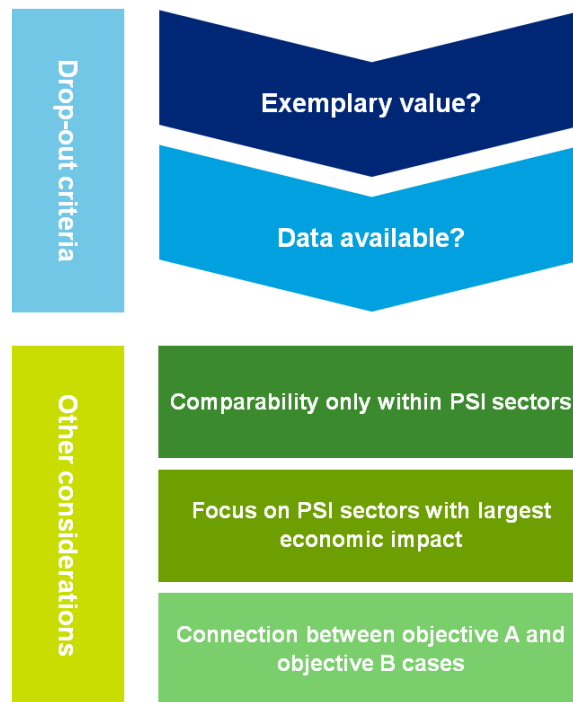 Drop-out criteria
Exemplary value?
Data available?
Other considerations
Comparability only within PSI sectors
Focus on PSI sectors with largest
economic impact
Connection between objective A and
objective B cases